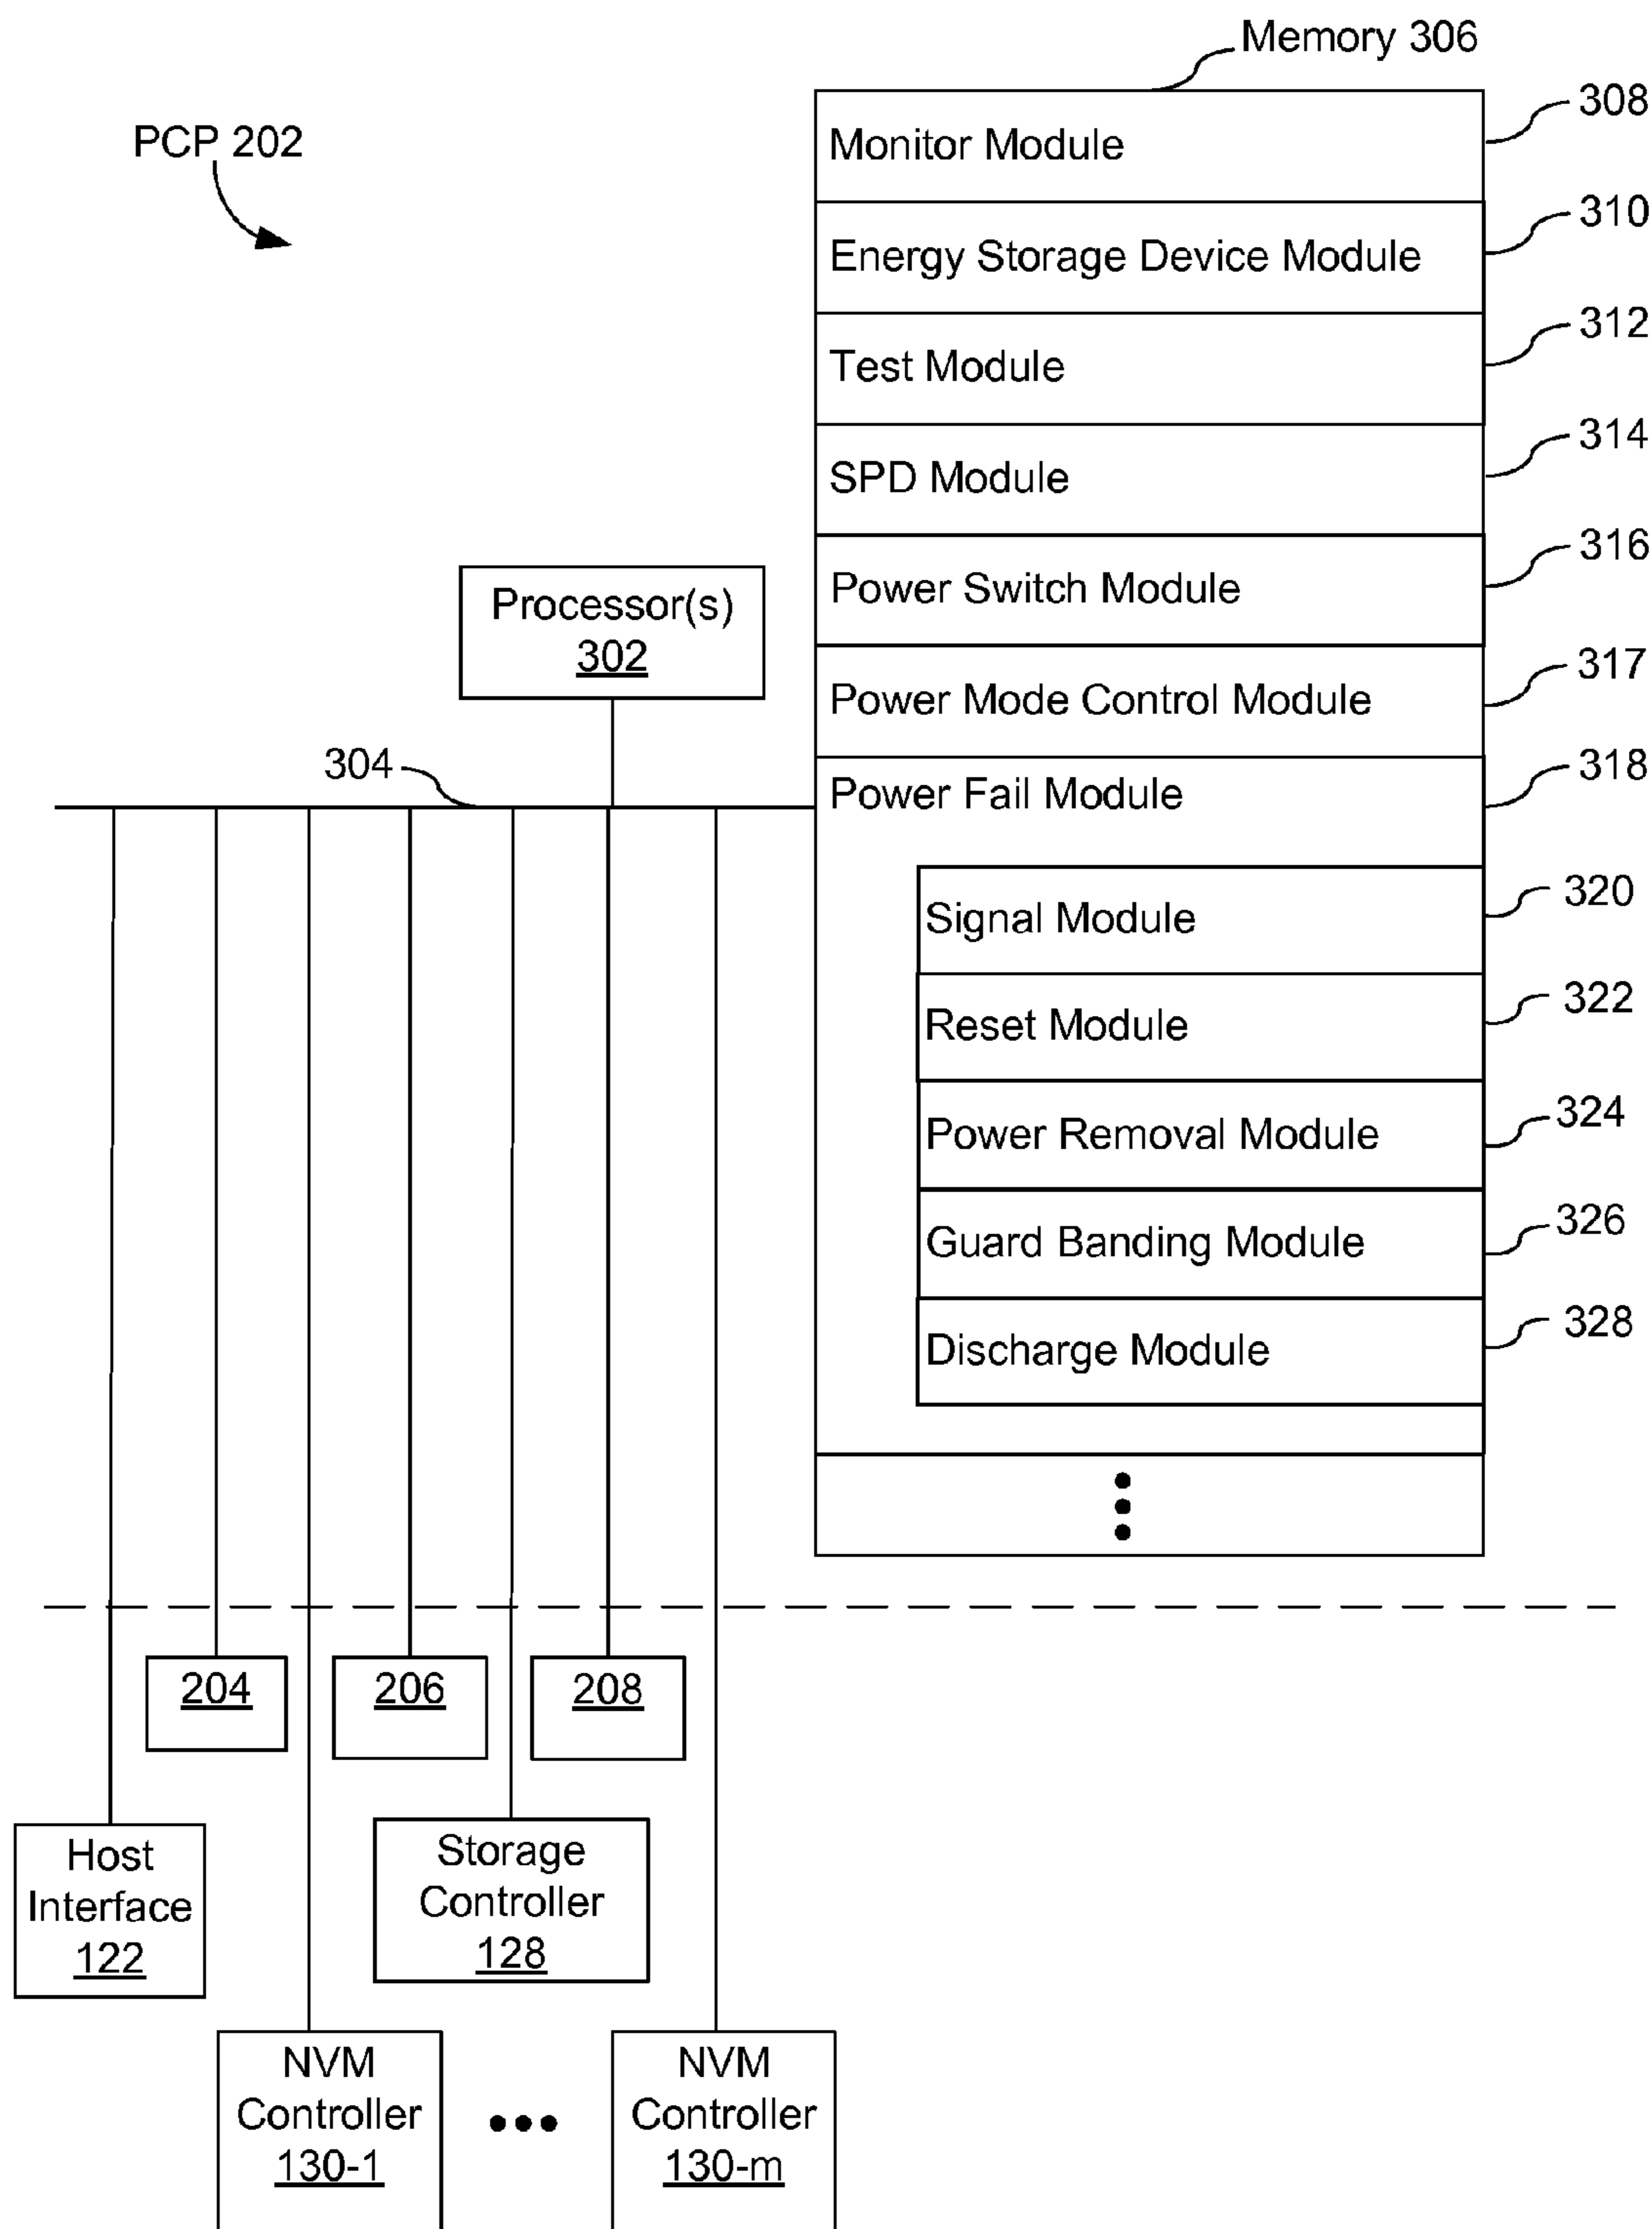 Memory 306
PCP 202
Monitor Module
308
Energy Storage Device Module
310
Test Module
312
SPD Module
314
Power Switch Module
316
Processor(s)
302
Power Mode Control Module
317
304
Power Fail Module
318
Signal Module
320
Reset Module
322
Power Removal Module
324
Guard Banding Module
326
Discharge Module
328
204
206
208
Host
Interface
122
Storage
Controller
128
NVM
Controller
130-1
NVM
Controller
130-m